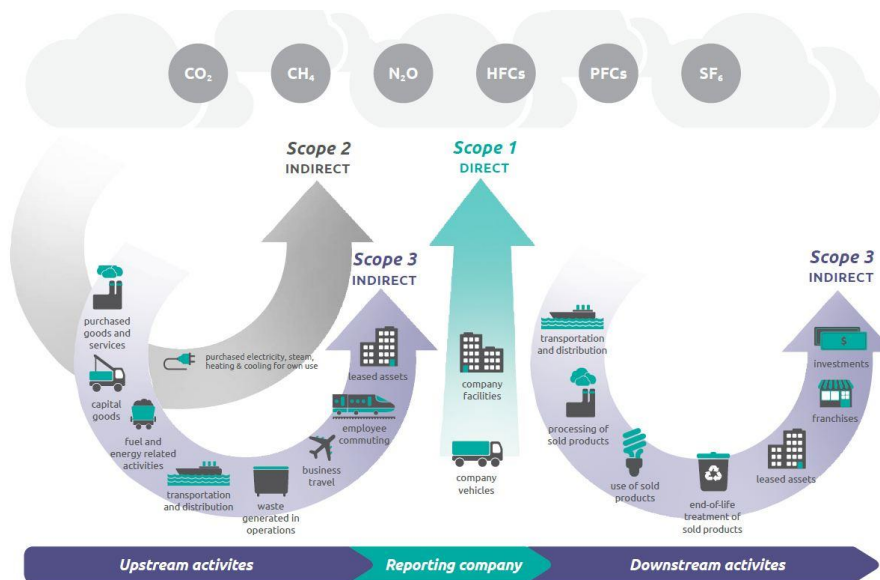 CO₂
CH₄
N₂O
HFCs
PFCs
SF₆
Scope 2
INDIRECT
Scope 1
DIRECT
Scope 3
INDIRECT
Scope 3
INDIRECT
purchased
goods and
services
capital
goods
fuel and
energy related
activities
purchased electricity, steam,
heating & cooling for own use
transportation
and distribution
waste
generated in
operations
business
travel
employee
commuting
leased assets
company
facilities
company
vehicles
transportation
and distribution
processing of
sold products
use of sold
products
end-of-life
treatment of
sold products
leased assets
franchises
investments
$
Upstream activites
Reporting company
Downstream activites